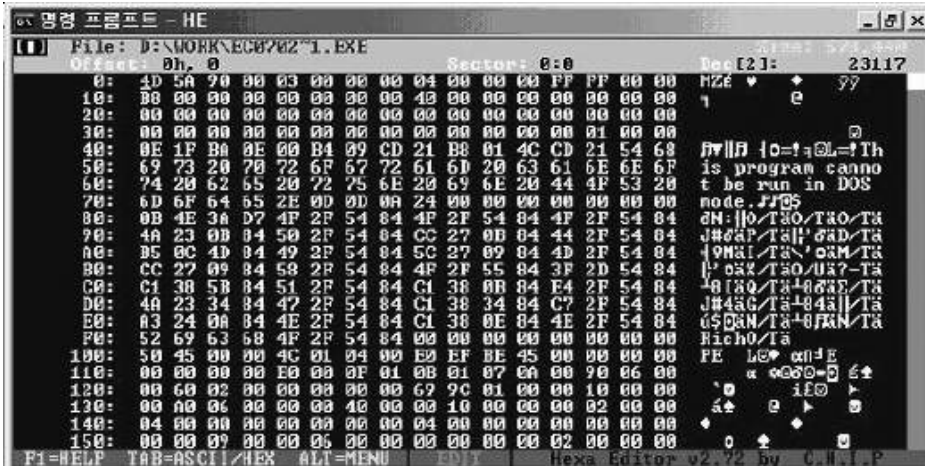 명령 프롬프트 - HE
File: D:\WORK\EC0702~1.EXE
Offset: 0h, 0 Sector: 0:0 Dec[2]: 23117
0: 4D 5A 90 00 03 00 00 00 04 00 00 00 FF FF 00 00
10: B8 00 00 00 00 00 00 00 40 00 00 00 00 00 00 00
20: 00 00 00 00 00 00 00 00 00 00 00 00 00 00 00 00
30: 00 00 00 00 00 00 00 00 00 00 00 00 00 01 00 00
40: 0E 1F BA 0E 00 B4 09 CD 21 B8 01 4C CD 21 54 68 Th
50: 69 73 20 70 72 6F 67 72 61 6D 20 63 61 6E 6E 6F is program canno
60: 74 20 62 65 20 72 75 6E 20 69 6E 20 44 4F 53 20 t be run in DOS
70: 6D 6F 64 65 2E 0D 0D 0A 24 00 00 00 00 00 00 00 mode.
80: 0B 4E 3A D7 4F 2F 54 84 4F 2F 54 84 4F 2F 54 84
90: 4A 23 0B 84 50 2F 54 84 CC 27 0B 84 44 2F 54 84
A0: B5 0C 4D 84 49 2F 54 84 5C 27 09 84 4D 2F 54 84
B0: CC 27 09 84 58 2F 54 84 4F 2F 55 84 3F 2D 54 84
C0: C1 38 5B 84 51 2F 54 84 C1 38 0B 84 E4 2F 54 84
D0: 4A 23 34 84 47 2F 54 84 C1 38 34 84 C7 2F 54 84
E0: A3 24 0A 84 4E 2F 54 84 C1 38 0E 84 4E 2F 54 84
F0: 52 69 63 68 4F 2F 54 84 00 00 00 00 00 00 00 00 RichO/Tä
100: 50 45 00 00 4C 01 04 00 E0 EF BE 45 00 00 00 00 PE
110: 00 00 00 00 E0 00 0F 01 0B 01 07 0A 00 90 06 00
120: 00 60 02 00 00 00 00 00 69 9C 01 00 00 10 00 00
130: 00 A0 06 00 00 00 40 00 00 10 00 00 00 02 00 00
140: 04 00 00 00 00 00 00 00 04 00 00 00 00 00 00 00
150: 00 00 09 00 00 06 00 00 00 00 00 00 02 00 00 00
F1=HELP TAB=ASCII/HEX ALT=MENU EDIT Hexa Editor v2.72 by C.H.I.P